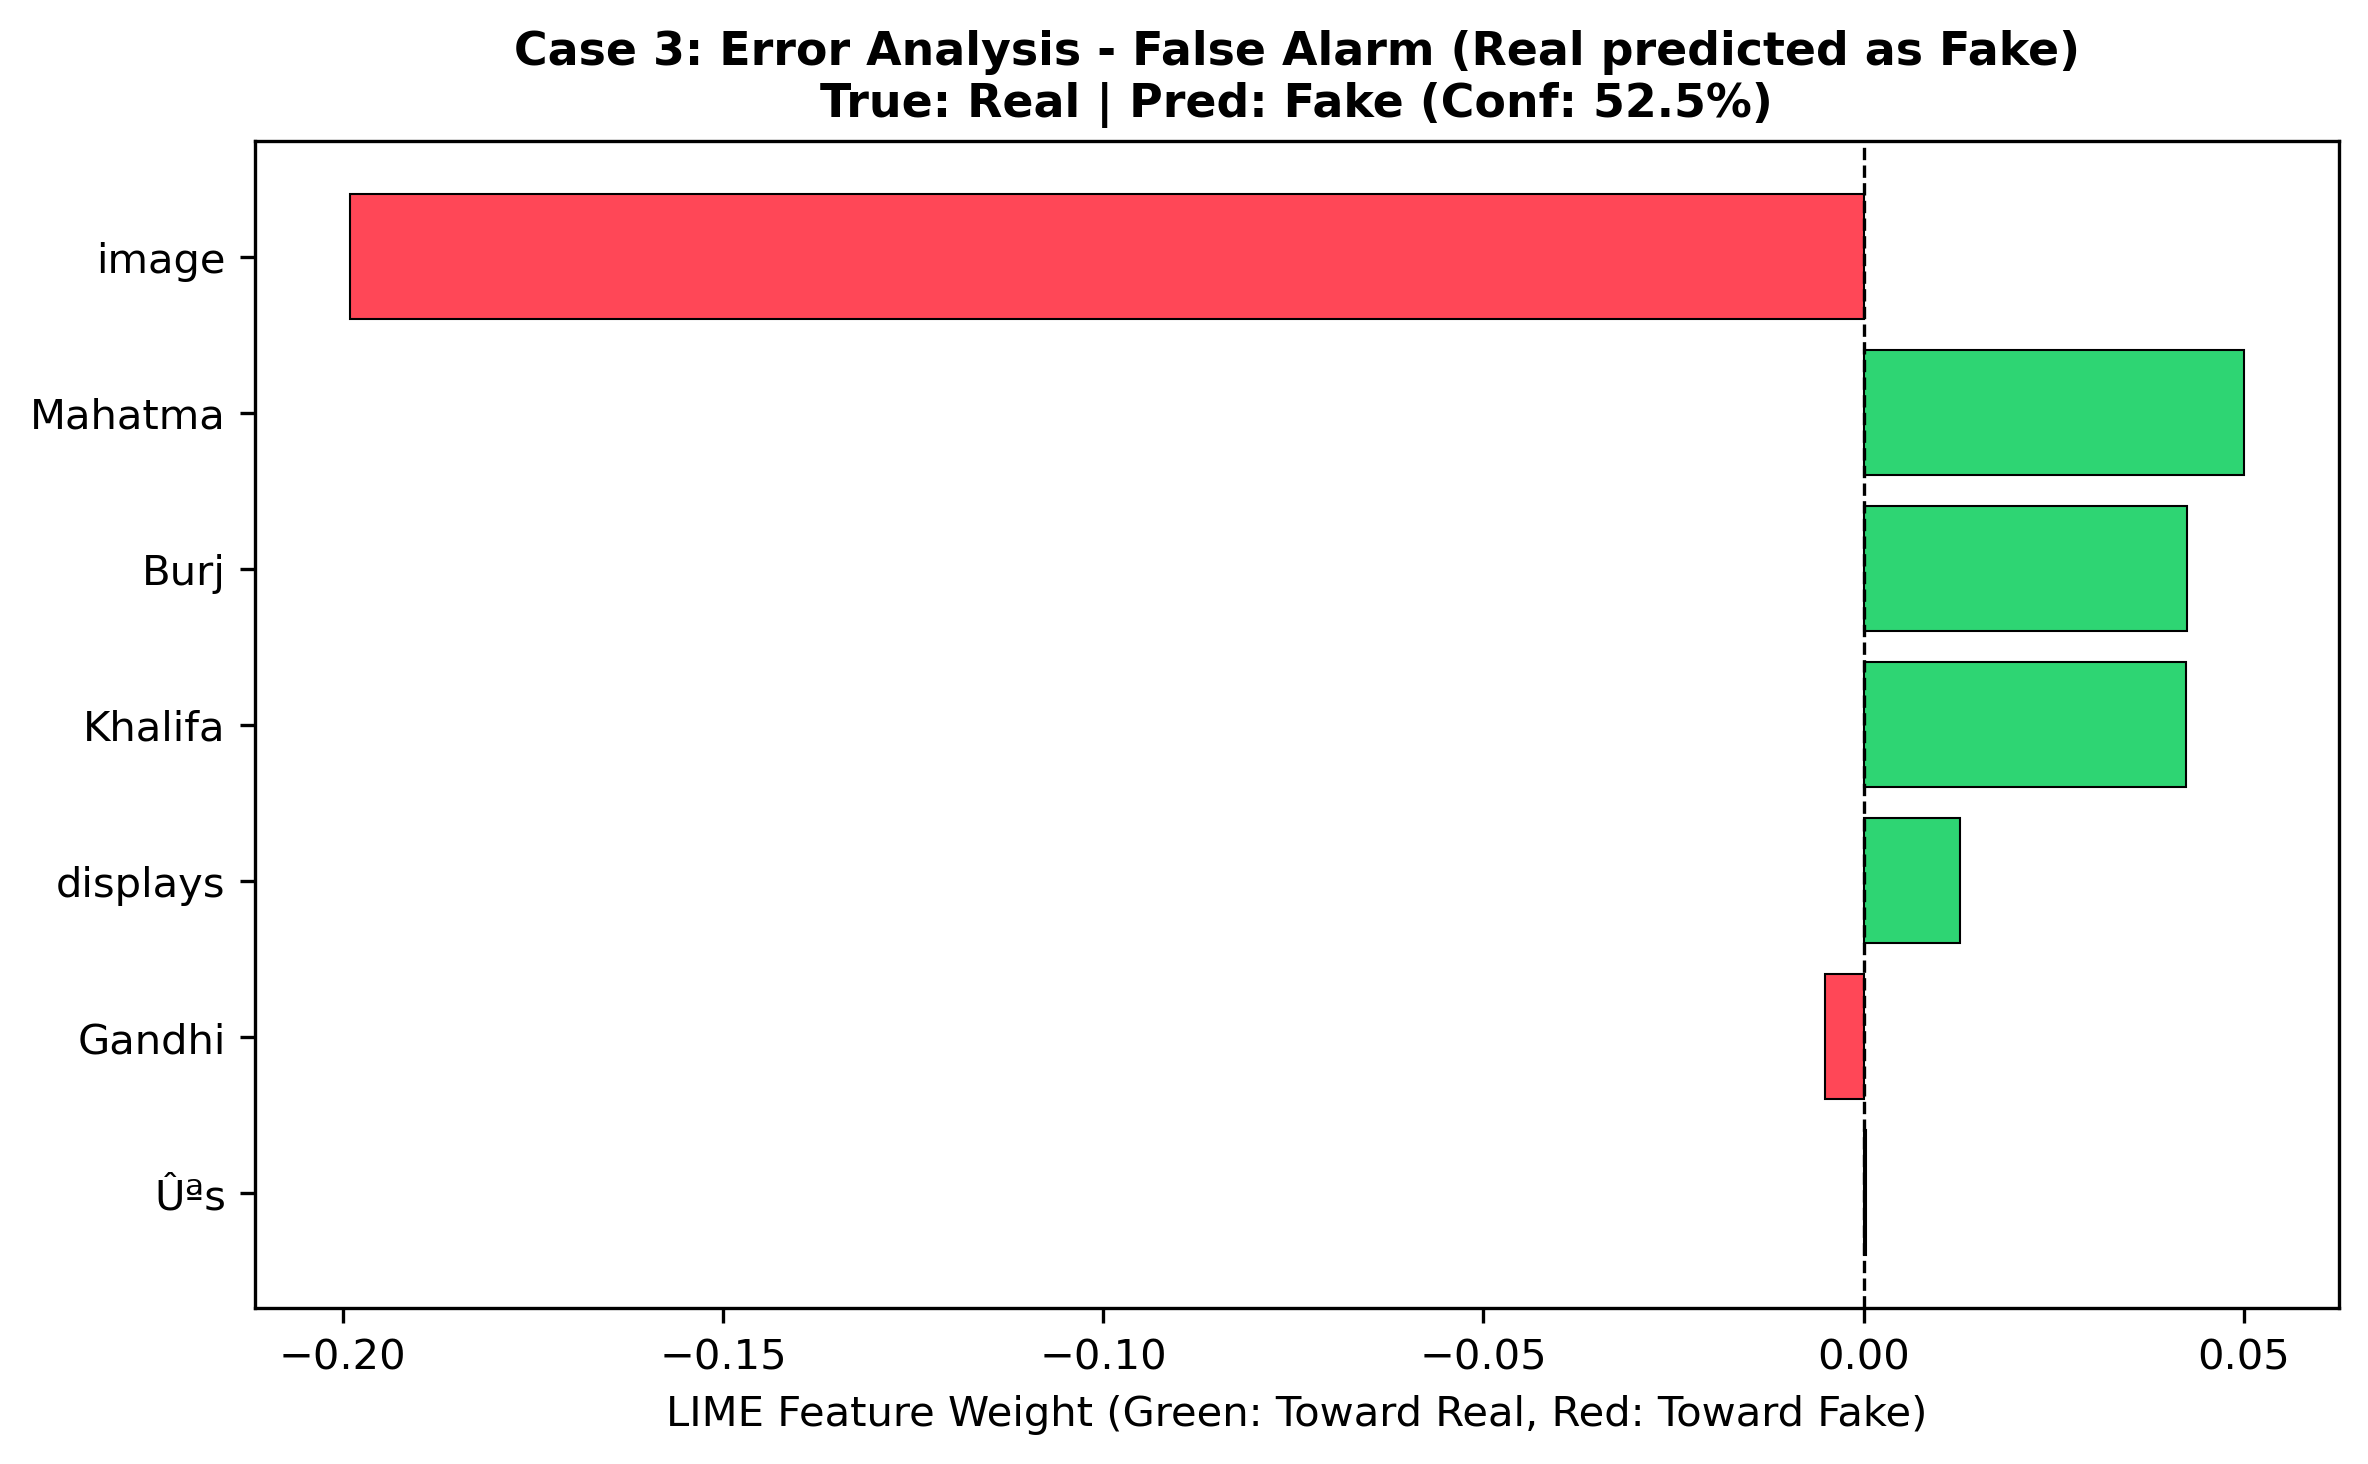 Case 3: Error Analysis - False Alarm (Real predicted as Fake)
True: Real | Pred: Fake (Conf: 52.5%)
image
Mahatma
Burj
Khalifa
displays
Gandhi
Ûªs
−0.20 −0.15 −0.10 −0.05 0.00 0.05
LIME Feature Weight (Green: Toward Real, Red: Toward Fake)